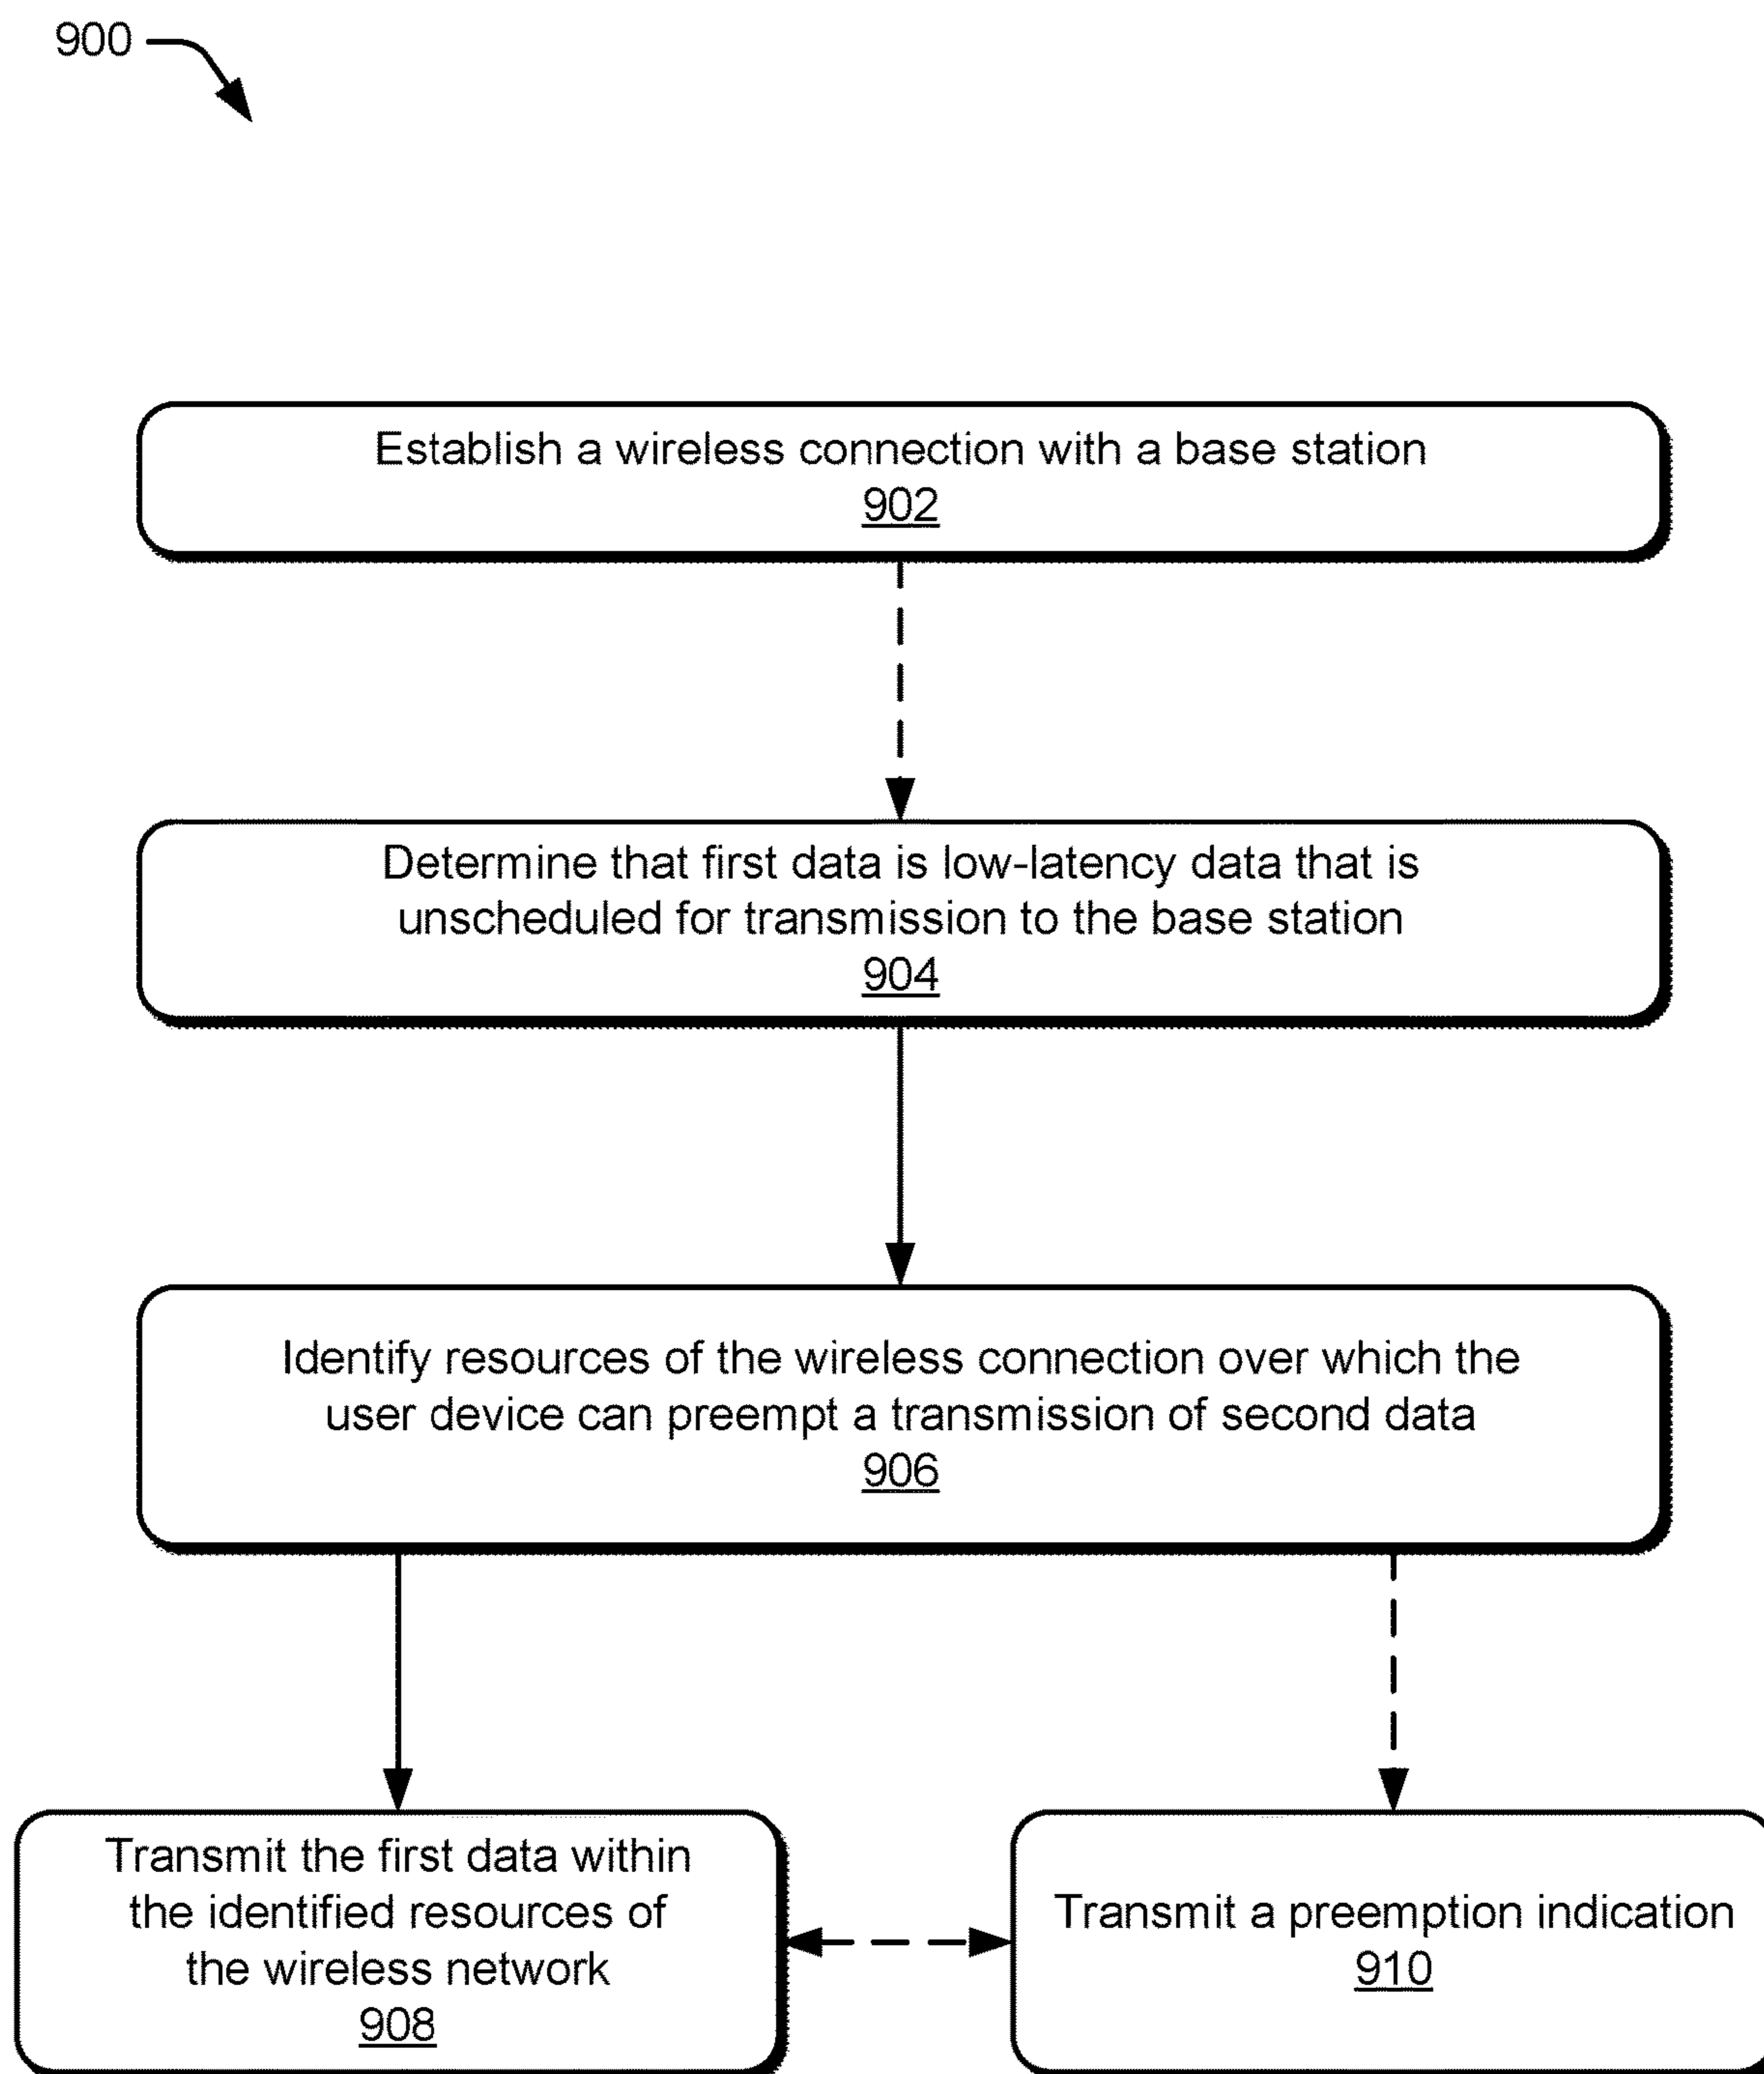 900
Establish a wireless connection with a base station
902
Determine that first data is low-latency data that is
unscheduled for transmission to the base station
904
Identify resources of the wireless connection over which the
user device can preempt a transmission of second data
906
Transmit the first data within
the identified resources of
the wireless network
908
Transmit a preemption indication
910